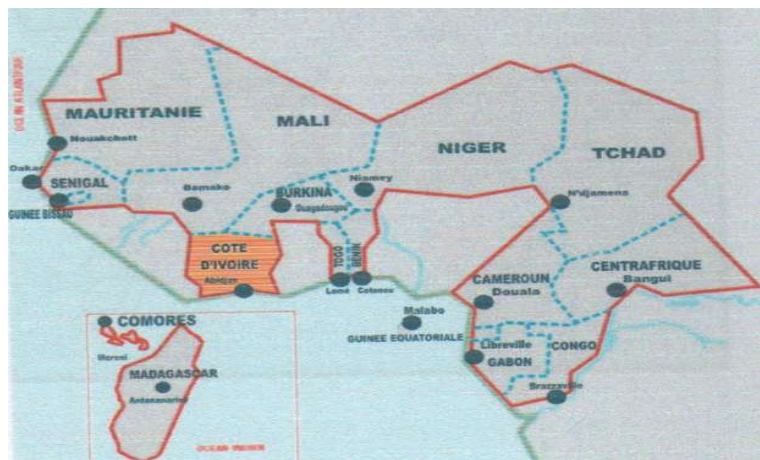 OCEAN ATLANTIQUE
MAURITANIE
Nouakchott
MALI
NIGER
TCHAD
Dakar
SENEGAL
GUINEE BISSAU
Bamako
BURKINA
Ouagadougou
Niamey
N'djamena
COTE
D'IVOIRE
Abidjan
TOGO
BENIN
Lomé
Cotonou
CAMEROUN
Douala
CENTRAFRIQUE
Bangui
Malabo
GUINEE EQUATORIALE
Libreville
GABON
CONGO
Brazzaville
COMORES
Moroni
MADAGASCAR
Antananarivo
OCEAN INDIEN